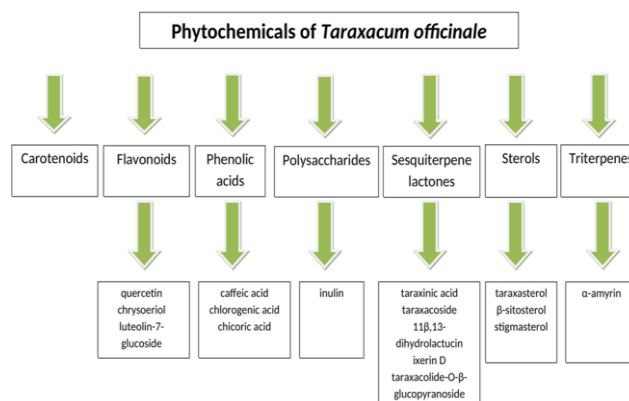 Phytochemicals of Taraxacum officinale
Carotenoids
Flavonoids
Phenolic
acids
Polysaccharides
Sesquiterpene
lactones
Sterols
Triterpenes
quercetin
chrysoeriol
luteolin-7-
glucoside
caffeic acid
chlorogenic acid
chicoric acid
inulin
taraxinic acid
taraxacoside
11β,13-
dihydrolactucin
ixerin D
taraxacolide-O-β-
glucopyranoside
taraxasterol
β-sitosterol
stigmasterol
α-amyrin